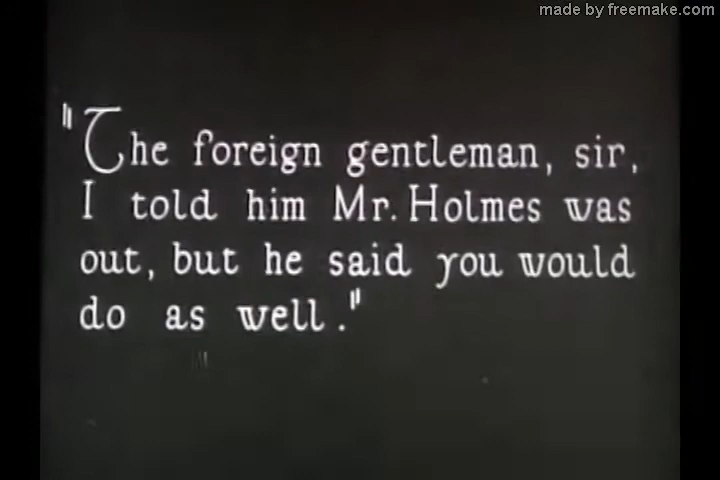 made by freemake.com
"The foreign gentleman, sir,
I told him Mr. Holmes was
out, but he said you would
do as well."